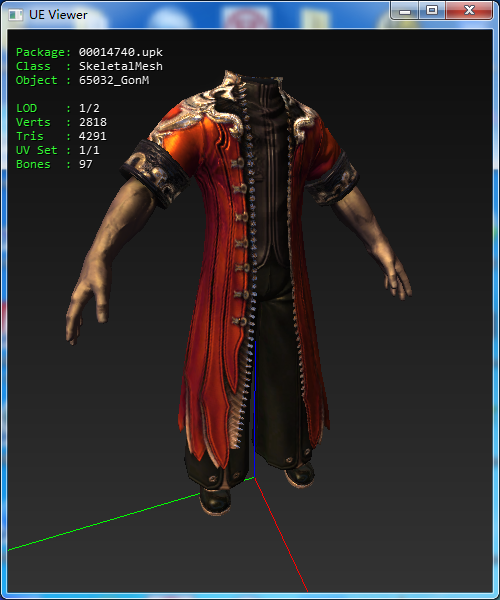 UE Viewer
Package: 00014740.upk
Class : SkeletalMesh
Object : 65032_GonM
LOD : 1/2
Verts : 2818
Tris : 4291
UV Set : 1/1
Bones : 97